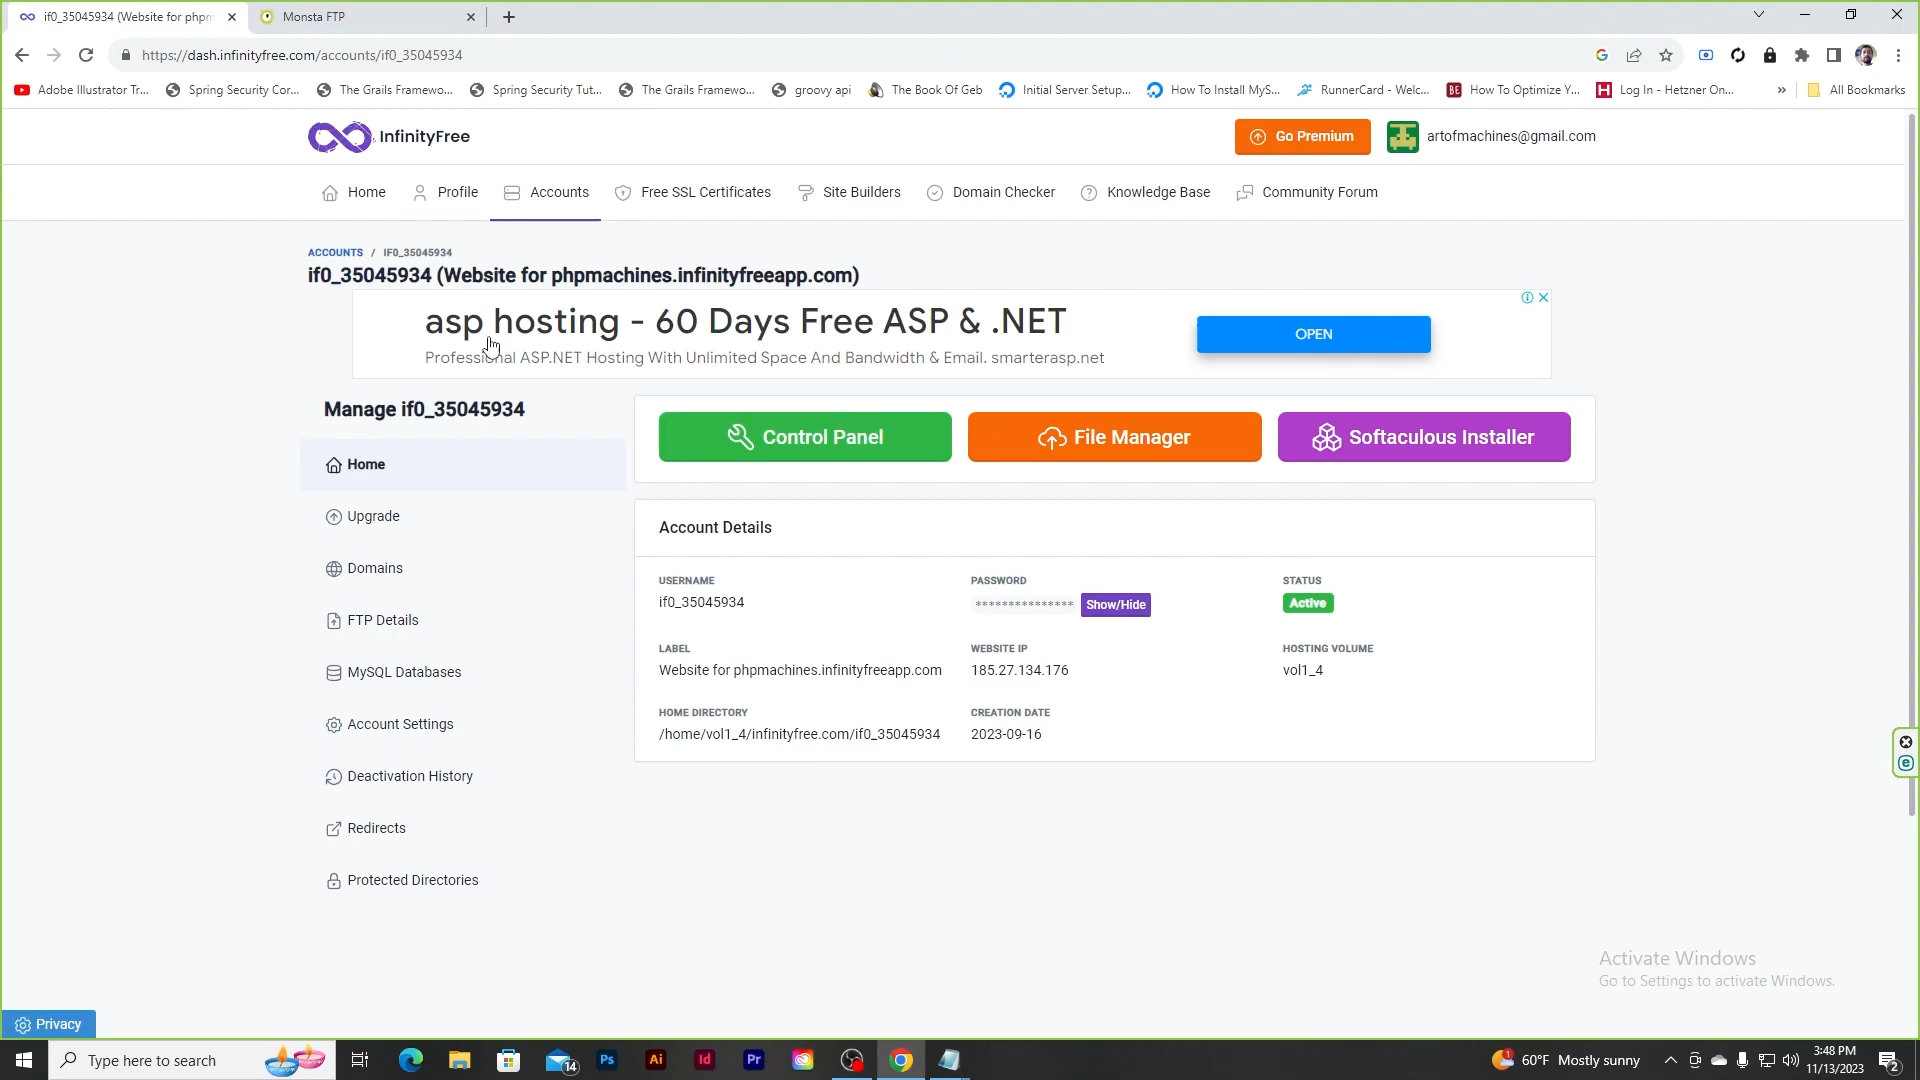 if0_35045934 (Website for phpm
Monsta FTP
https://dash.infinityfree.com/accounts/if0_35045934
Adobe Illustrator Tr...
Spring Security Cor...
The Grails Framewo...
Spring Security Tut...
The Grails Framewo...
groovy api
The Book Of Geb
Initial Server Setup...
How To Install MyS...
RunnerCard - Welc...
BE
How To Optimize Y...
H
Log In - Hetzner On...
»
All Bookmarks
InfinityFree
Go Premium
artofmachines@gmail.com
Home
Profile
Accounts
Free SSL Certificates
Site Builders
Domain Checker
Knowledge Base
Community Forum
ACCOUNTS / IF0_35045934
if0_35045934 (Website for phpmachines.infinityfreeapp.com)
asp hosting - 60 Days Free ASP & .NET
Professional ASP.NET Hosting With Unlimited Space And Bandwidth & Email. smarterasp.net
OPEN
Manage if0_35045934
Home
Upgrade
Domains
FTP Details
MySQL Databases
Account Settings
Deactivation History
Redirects
Protected Directories
Control Panel
File Manager
Softaculous Installer
Account Details
USERNAME
if0_35045934
PASSWORD
*************** Show/Hide
STATUS
Active
LABEL
Website for phpmachines.infinityfreeapp.com
WEBSITE IP
185.27.134.176
HOSTING VOLUME
vol1_4
HOME DIRECTORY
/home/vol1_4/infinityfree.com/if0_35045934
CREATION DATE
2023-09-16
Activate Windows
Go to Settings to activate Windows.
Privacy
Type here to search
14
Ps
Ai
Id
Pr
1
60°F Mostly sunny
3:48 PM
11/13/2023
2